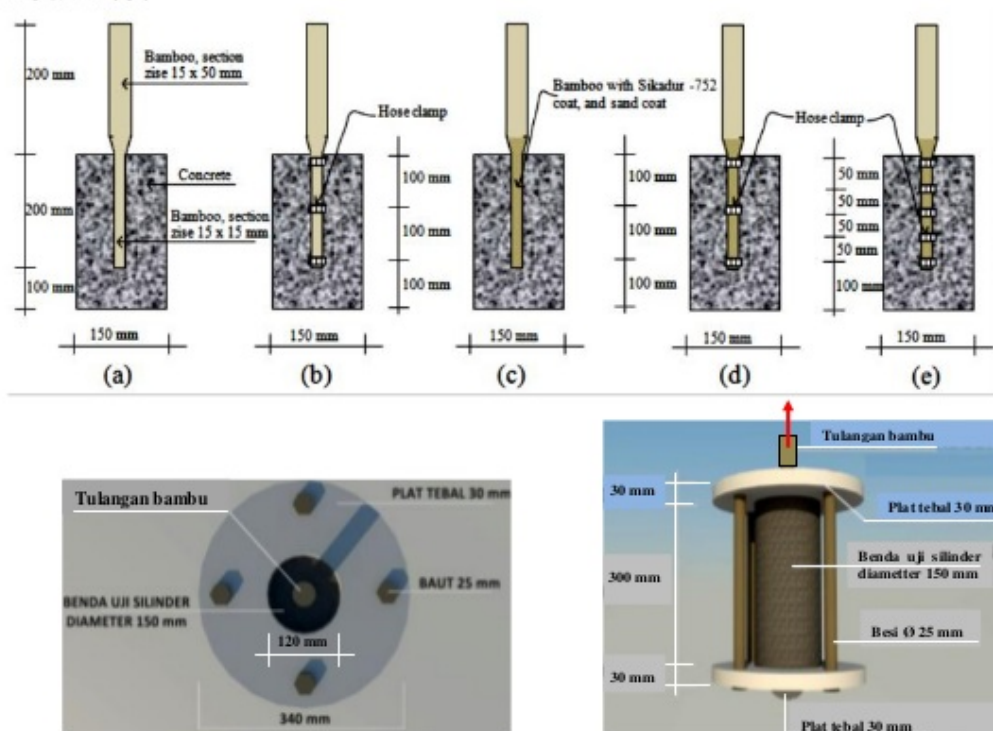 200 mm
Bamboo, section
zise 15 x 50 mm
200 mm
Concrete
Bamboo, section
zise 15 x 15 mm
100 mm
150 mm
(a)
Hose clamp
150 mm
(b)
Bamboo with Sikadur -752
coat, and sand coat
100 mm
100 mm
100 mm
150 mm
(c)
Hose clamp
100 mm
100 mm
100 mm
150 mm
(d)
50 mm
50 mm
50 mm
50 mm
100 mm
150 mm
(e)
Tulangan bambu
PLAT TEBAL 30 mm
BAUT 25 mm
BENDA UJI SILINDER
DIAMETER 150 mm
120 mm
340 mm
Tulangan bambu
30 mm
Plat tebal 30 mm
Benda uji silinder
diametter 150 mm
300 mm
Besi Ø 25 mm
30 mm
Plat tebal 30 mm